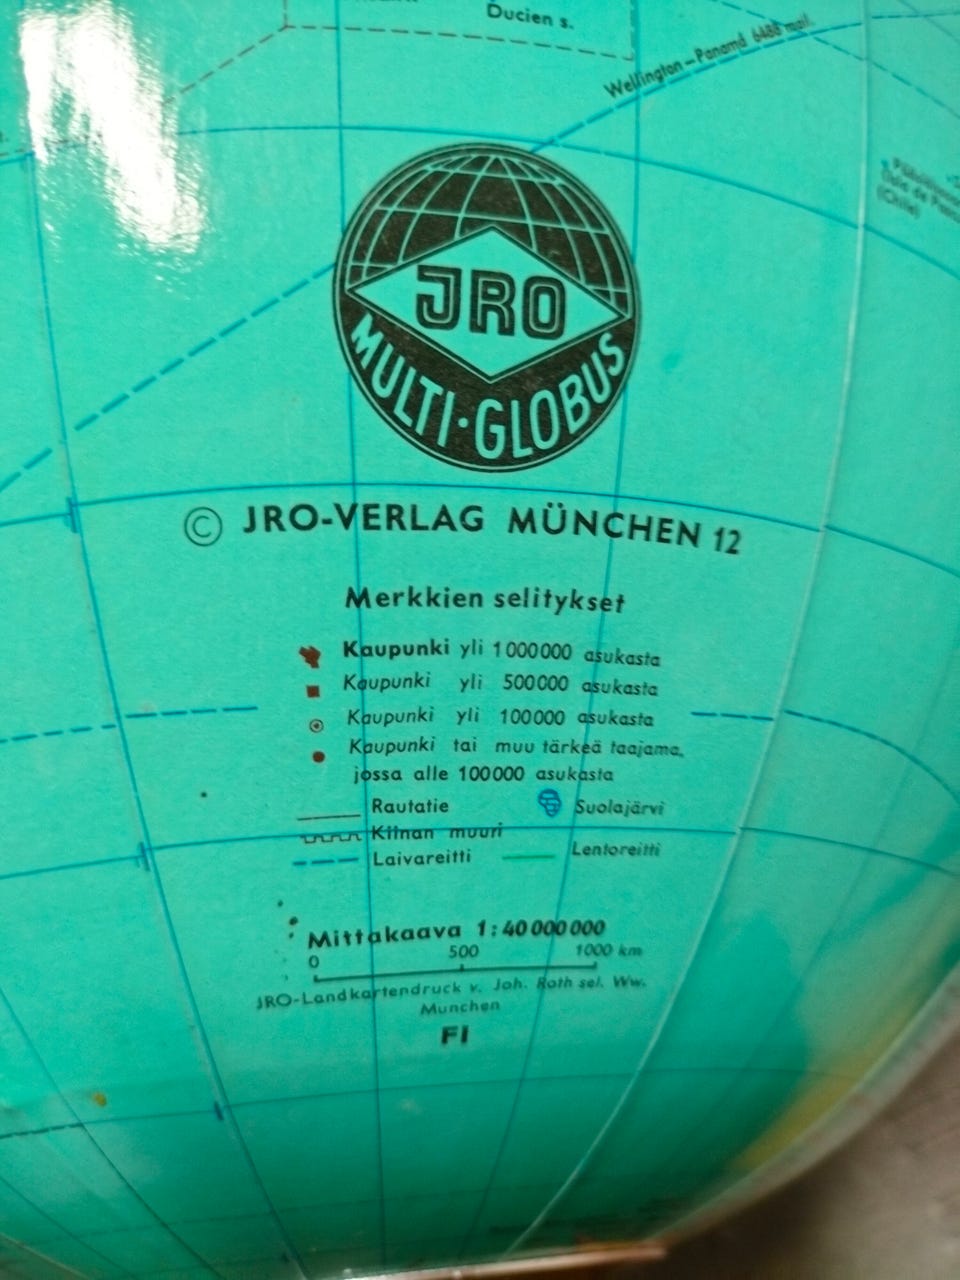 Ducien s.
Wellington–Panamá 6486 mail.
(Chile)
JRO
MULTI·GLOBUS
© JRO-VERLAG MÜNCHEN 12
Merkkien selitykset
Kaupunki yli 1000000 asukasta
Kaupunki yli 500000 asukasta
Kaupunki yli 100000 asukasta
Kaupunki tai muu tärkeä taajama,
jossa alle 100000 asukasta
Rautatie Suolajärvi
Kiinan muuri
Laivareitti Lentoreitti
Mittakaava 1:40000000
0 500 1000 km
JRO-Landkartendruck v. Joh. Roth sel. Ww.
München
FI